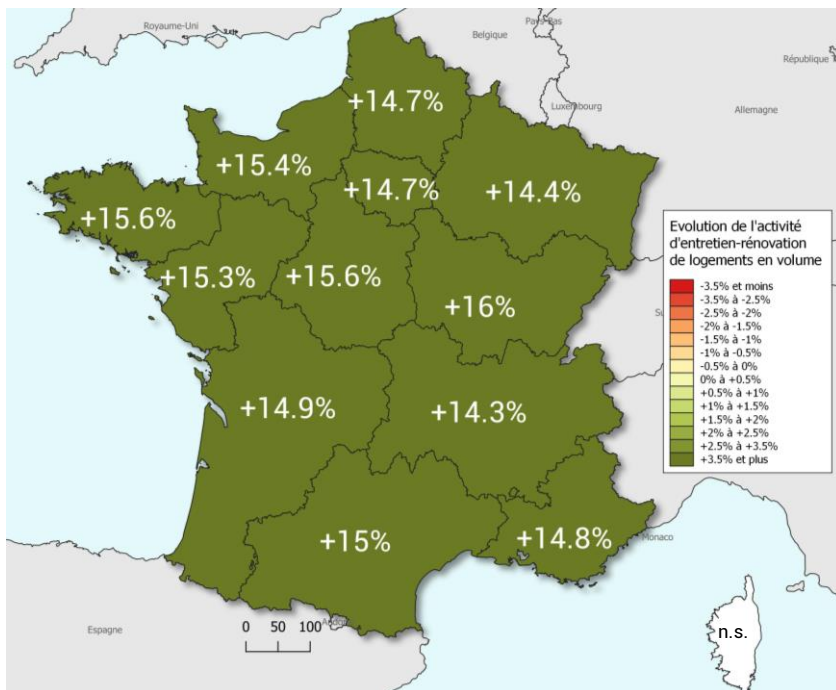 Royaume-Uni
Belgique
Pays-Bas
République
Luxembourg
Allemagne
+14.7%
+15.4%
+14.7%
+14.4%
+15.6%
+15.3%
+15.6%
+16%
+14.9%
+14.3%
+15%
+14.8%
Monaco
Espagne
0 50 100
n.s.
Evolution de l'activité
d'entretien-rénovation
de logements en volume
-3.5% et moins
-3.5% à -2.5%
-2.5% à -2%
-2% à -1.5%
-1.5% à -1%
-1% à -0.5%
-0.5% à 0%
0% à +0.5%
+0.5% à +1%
+1% à +1.5%
+1.5% à +2%
+2% à +2.5%
+2.5% à +3.5%
+3.5% et plus